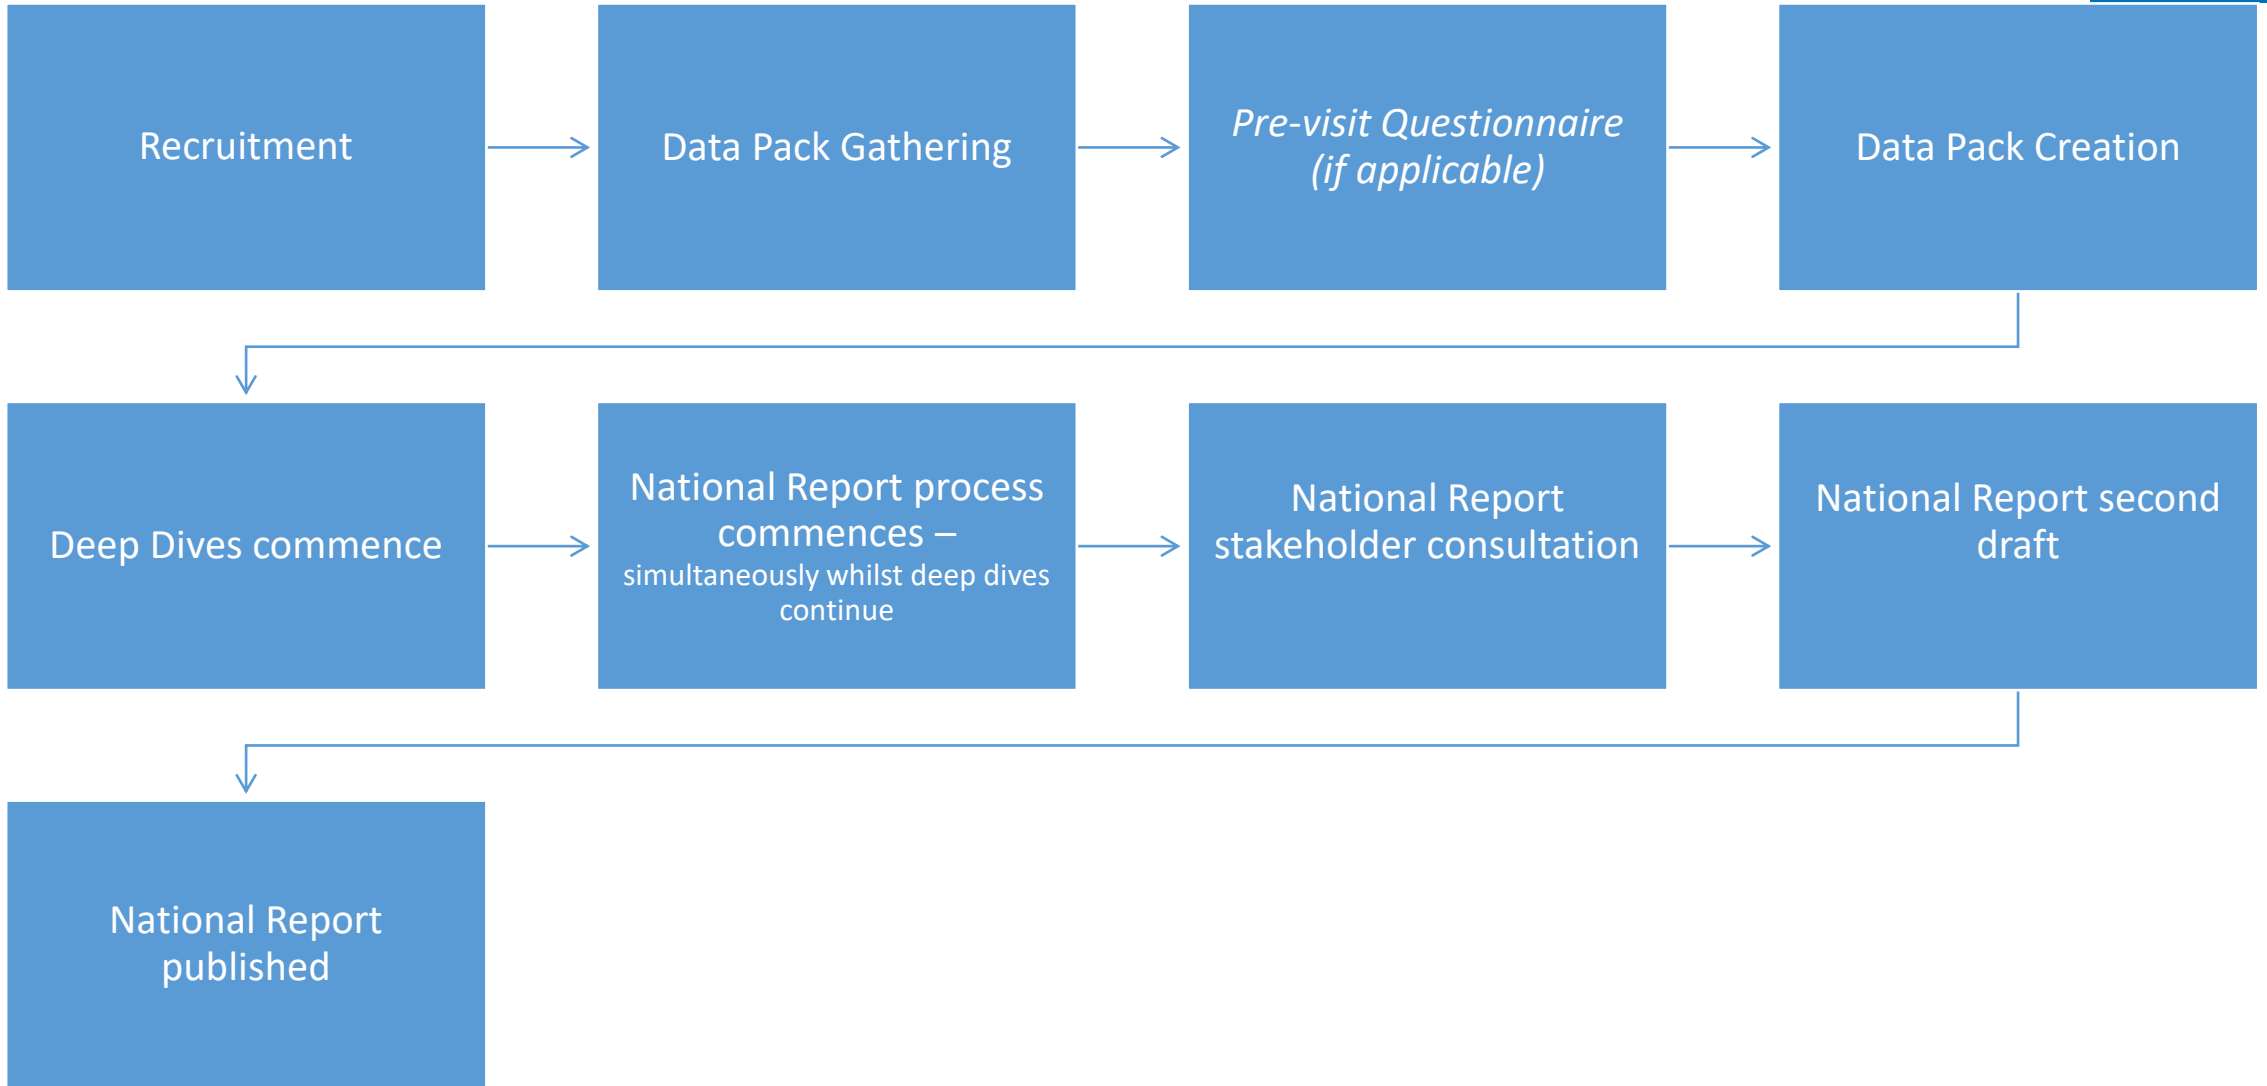 Recruitment
Data Pack Gathering
Pre-visit Questionnaire
(if applicable)
Data Pack Creation
Deep Dives commence
National Report process
commences –
simultaneously whilst deep dives
continue
National Report
stakeholder consultation
National Report second
draft
National Report
published